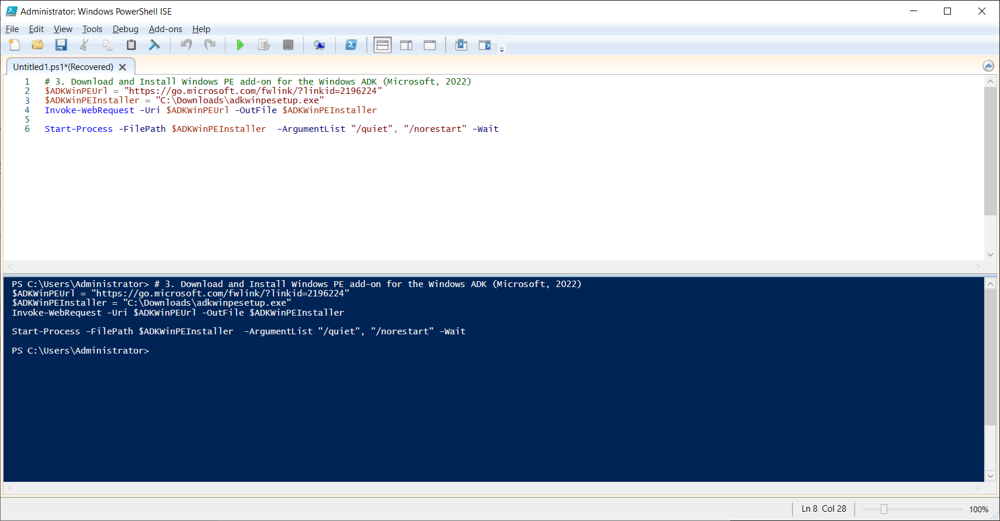 Administrator: Windows PowerShell ISE
File Edit View Tools Debug Add-ons Help
Untitled1.ps1*(Recovered)
1 # 3. Download and Install Windows PE add-on for the Windows ADK (Microsoft, 2022)
2 $ADKWinPEUrl = "https://go.microsoft.com/fwlink/?linkid=2196224"
3 $ADKWinPEInstaller = "C:\Downloads\adkwinpesetup.exe"
4 Invoke-WebRequest -Uri $ADKWinPEUrl -OutFile $ADKWinPEInstaller
5
6 Start-Process -FilePath $ADKWinPEInstaller  -ArgumentList "/quiet", "/norestart" -Wait
PS C:\Users\Administrator> # 3. Download and Install Windows PE add-on for the Windows ADK (Microsoft, 2022)
$ADKWinPEUrl = "https://go.microsoft.com/fwlink/?linkid=2196224"
$ADKWinPEInstaller = "C:\Downloads\adkwinpesetup.exe"
Invoke-WebRequest -Uri $ADKWinPEUrl -OutFile $ADKWinPEInstaller
Start-Process -FilePath $ADKWinPEInstaller  -ArgumentList "/quiet", "/norestart" -Wait
PS C:\Users\Administrator>
Ln 8 Col 28 100%